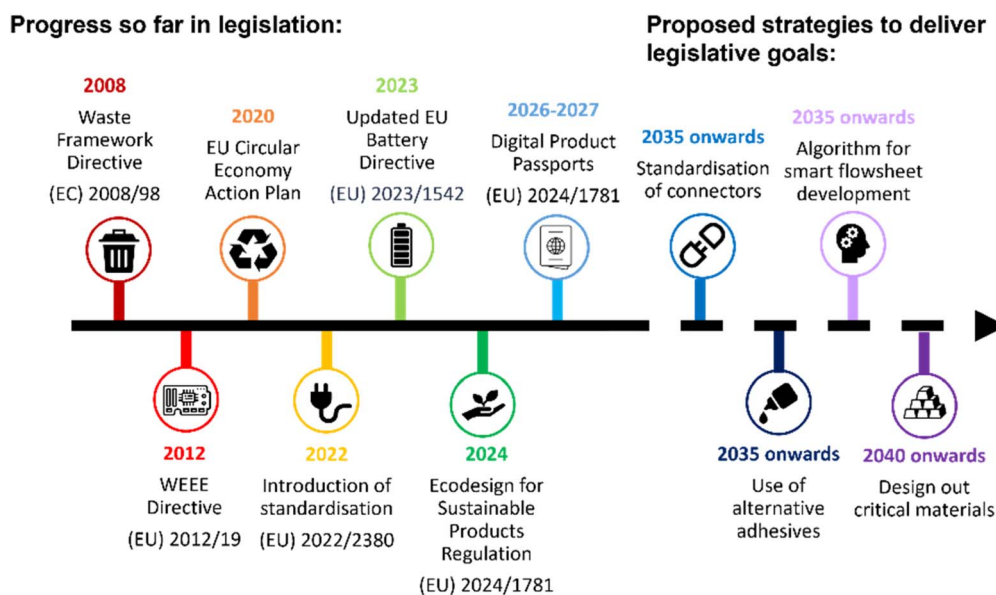 Progress so far in legislation:
Proposed strategies to deliver
legislative goals:
2008
Waste
Framework
Directive
(EC) 2008/98
2020
EU Circular
Economy
Action Plan
2023
Updated EU
Battery
Directive
(EU) 2023/1542
2026-2027
Digital Product
Passports
(EU) 2024/1781
2035 onwards
Standardisation
of connectors
2035 onwards
Algorithm for
smart flowsheet
development
2012
WEEE
Directive
(EU) 2012/19
2022
Introduction of
standardisation
(EU) 2022/2380
2024
Ecodesign for
Sustainable
Products
Regulation
(EU) 2024/1781
2035 onwards
Use of
alternative
adhesives
2040 onwards
Design out
critical materials